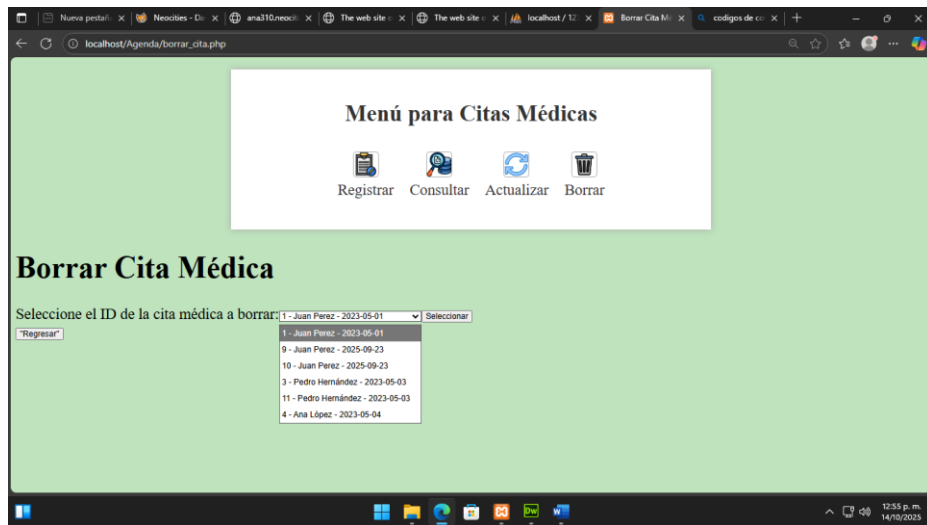 Nueva pestaña
Neocities - De
ana310.neociti
The web site o
The web site o
localhost / 12
Borrar Cita Mé
codigos de co
localhost/Agenda/borrar_cita.php
Menú para Citas Médicas
Registrar Consultar Actualizar Borrar
Borrar Cita Médica
Seleccione el ID de la cita médica a borrar: 1 - Juan Perez - 2023-05-01 Seleccionar
"Regresar"
1 - Juan Perez - 2023-05-01
9 - Juan Perez - 2025-09-23
10 - Juan Perez - 2025-09-23
3 - Pedro Hernández - 2023-05-03
11 - Pedro Hernández - 2023-05-03
4 - Ana López - 2023-05-04
Dw
W
12:55 p. m.
14/10/2025